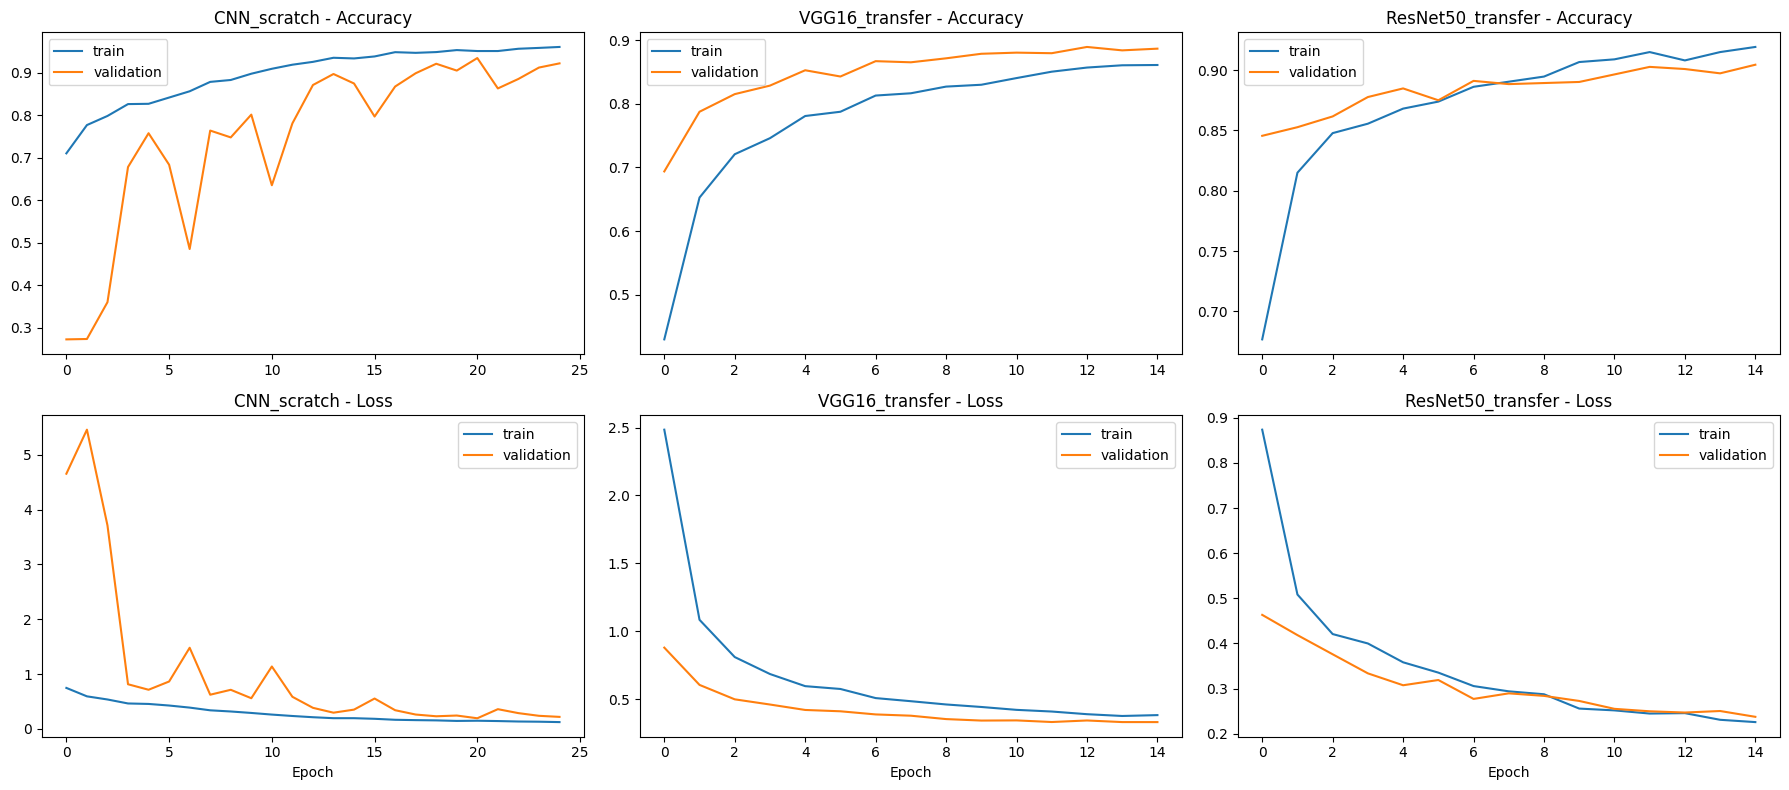 CNN_scratch - Accuracy
train
validation
0.9
0.8
0.7
0.6
0.5
0.4
0.3
0 5 10 15 20 25
VGG16_transfer - Accuracy
train
validation
0.9
0.8
0.7
0.6
0.5
0 2 4 6 8 10 12 14
ResNet50_transfer - Accuracy
train
validation
0.90
0.85
0.80
0.75
0.70
0 2 4 6 8 10 12 14
CNN_scratch - Loss
train
validation
5
4
3
2
1
0
0 5 10 15 20 25
Epoch
VGG16_transfer - Loss
train
validation
2.5
2.0
1.5
1.0
0.5
0 2 4 6 8 10 12 14
Epoch
ResNet50_transfer - Loss
train
validation
0.9
0.8
0.7
0.6
0.5
0.4
0.3
0.2
0 2 4 6 8 10 12 14
Epoch